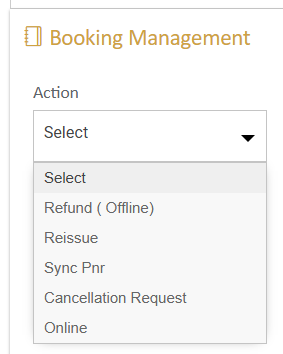 Booking Management
Action
Select
Select
Refund ( Offline)
Reissue
Sync Pnr
Cancellation Request
Online